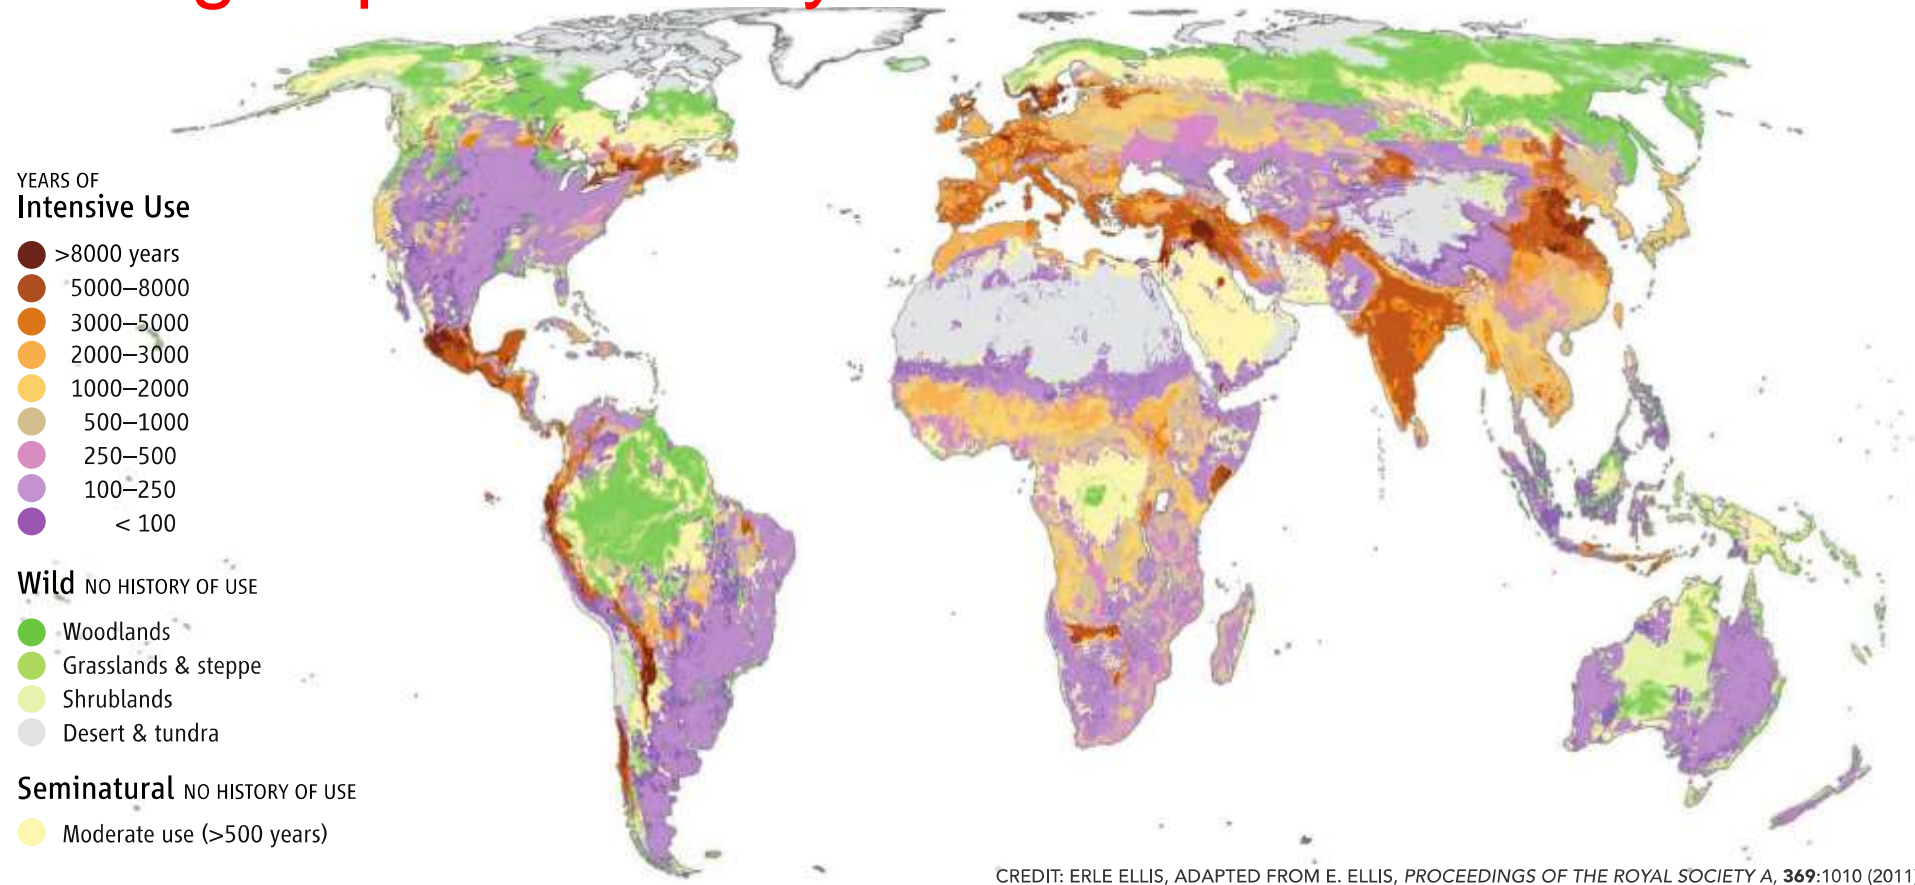 YEARS OF
Intensive Use
>8000 years
5000–8000
3000–5000
2000–3000
1000–2000
500–1000
250–500
100–250
< 100
Wild NO HISTORY OF USE
Woodlands
Grasslands & steppe
Shrublands
Desert & tundra
Seminatural NO HISTORY OF USE
Moderate use (>500 years)
CREDIT: ERLE ELLIS, ADAPTED FROM E. ELLIS, PROCEEDINGS OF THE ROYAL SOCIETY A, 369:1010 (2011)